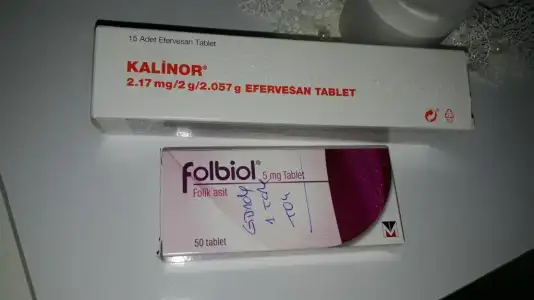 15 Adet Efervesan Tablet
KALİNOR®
2.17 mg/2 g/2.057 g EFERVESAN TABLET
folbiol® 5 mg Tablet
Folik asit
50 tablet
Günde
1 tane
tok